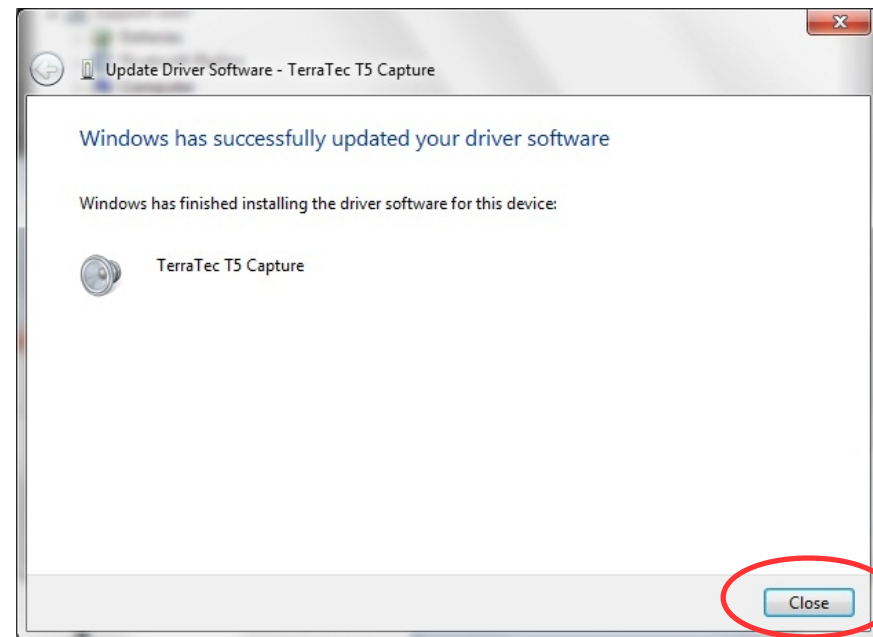 Update Driver Software - TerraTec T5 Capture
Windows has successfully updated your driver software
Windows has finished installing the driver software for this device:
TerraTec T5 Capture
Close